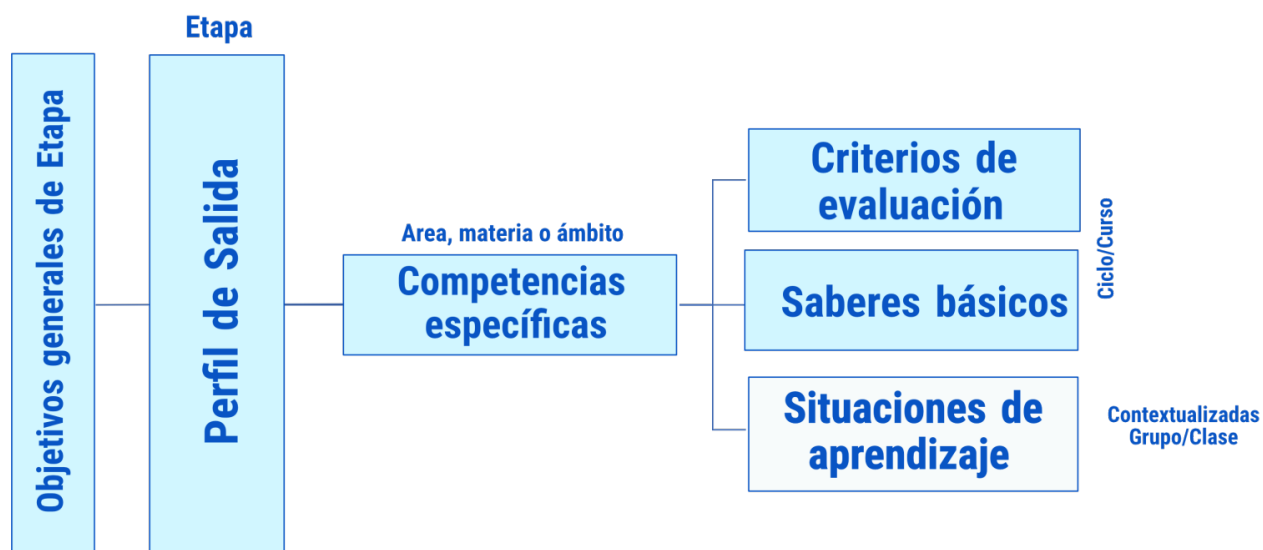 Etapa
Objetivos generales de Etapa
Perfil de Salida
Area, materia o ámbito
Competencias
específicas
Criterios de
evaluación
Saberes básicos
Ciclo/Curso
Situaciones de
aprendizaje
Contextualizadas
Grupo/Clase